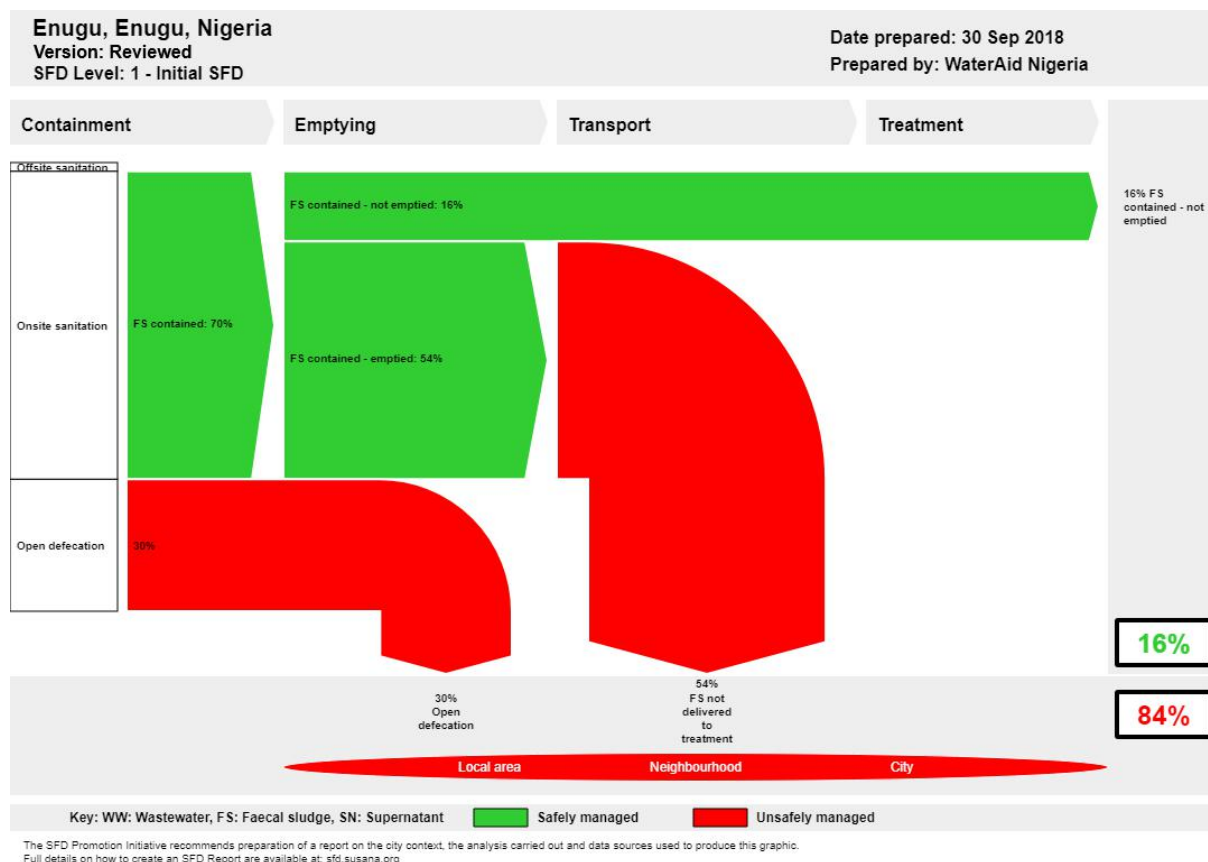 Enugu, Enugu, Nigeria
Version: Reviewed
SFD Level: 1 - Initial SFD
Date prepared: 30 Sep 2018
Prepared by: WaterAid Nigeria
Containment
Emptying
Transport
Treatment
Offsite sanitation
FS contained - not emptied: 16%
16% FS
contained - not
emptied
Onsite sanitation
FS contained: 70%
FS contained - emptied: 54%
Open defecation
30%
16%
30%
Open
defecation
54%
FS not
delivered
to
treatment
84%
Local area
Neighbourhood
City
Key: WW: Wastewater, FS: Faecal sludge, SN: Supernatant
Safely managed
Unsafely managed
The SFD Promotion Initiative recommends preparation of a report on the city context, the analysis carried out and data sources used to produce this graphic.
Full details on how to create an SFD Report are available at: sfd.susana.org